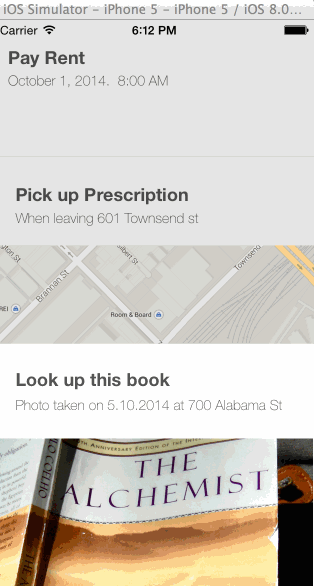 iOS Simulator – iPhone 5 – iPhone 5 / iOS 8.0...
Carrier 6:12 PM
Pay Rent
October 1, 2014. 8:00 AM
Pick up Prescription
When leaving 601 Townsend st
Brannan St
Townsend
REI
Room & Board
Look up this book
Photo taken on 5.10.2014 at 700 Alabama St
TH ANNIVERSARY EDITION OF THE
THE
ALCHEMIST